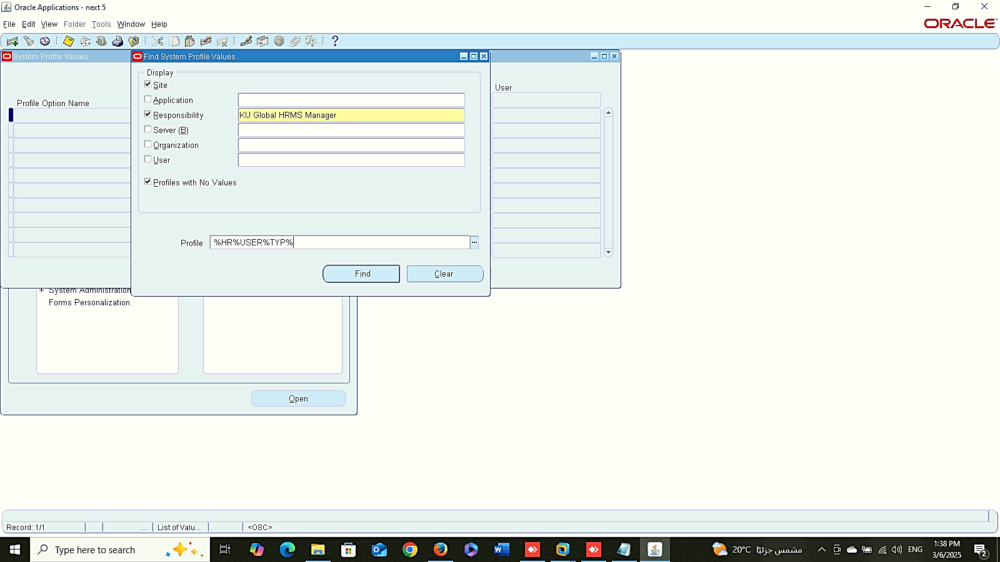 Oracle Applications - next 5
File Edit View Folder Tools Window Help
ORACLE
System Profile Values
Find System Profile Values
Display
Site
Application
Responsibility KU Global HRMS Manager
Server (B)
Organization
User
Profiles with No Values
Profile %HR%USER%TYP%
Find Clear
User
Profile Option Name
+ System Administration
Forms Personalization
Open
Record: 1/1 ... List of Valu... <OSC>
Type here to search
20°C مشمس جزئيًا
ENG
1:38 PM
3/6/2025
2